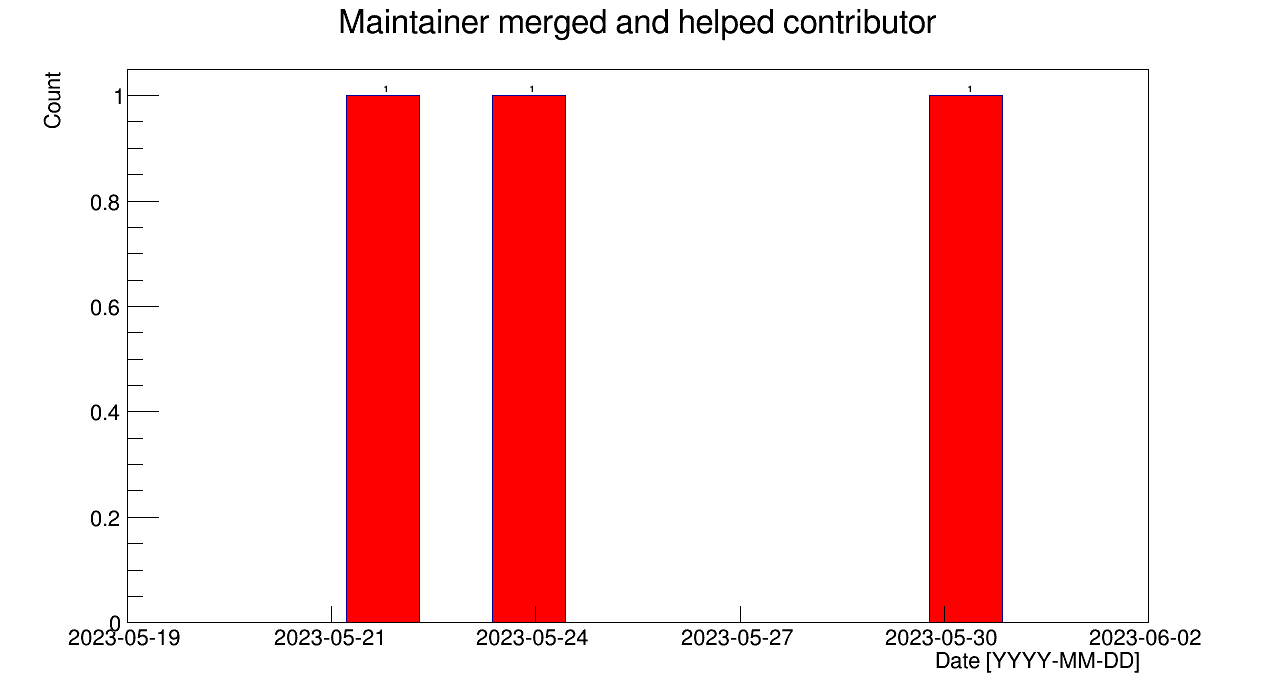 Maintainer merged and helped contributor
Count
1
1
1
1
0.8
0.6
0.4
0.2
0
2023-05-19 2023-05-21 2023-05-24 2023-05-27 2023-05-30 2023-06-02
Date [YYYY-MM-DD]